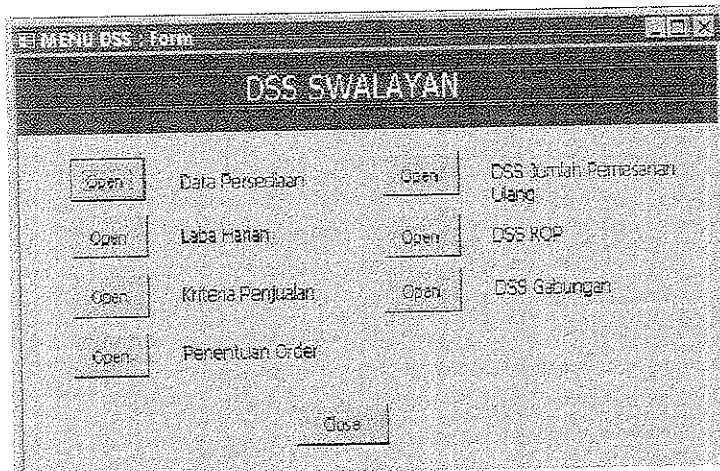 MENU DSS : Form
DSS SWALAYAN
Open Data Persediaan
Open Laba Harian
Open Kriteria Penjualan
Open Penentuan Order
Open DSS Jumlah Pemesanan
Ulang
Open DSS ROP
Open DSS Gabungan
Close